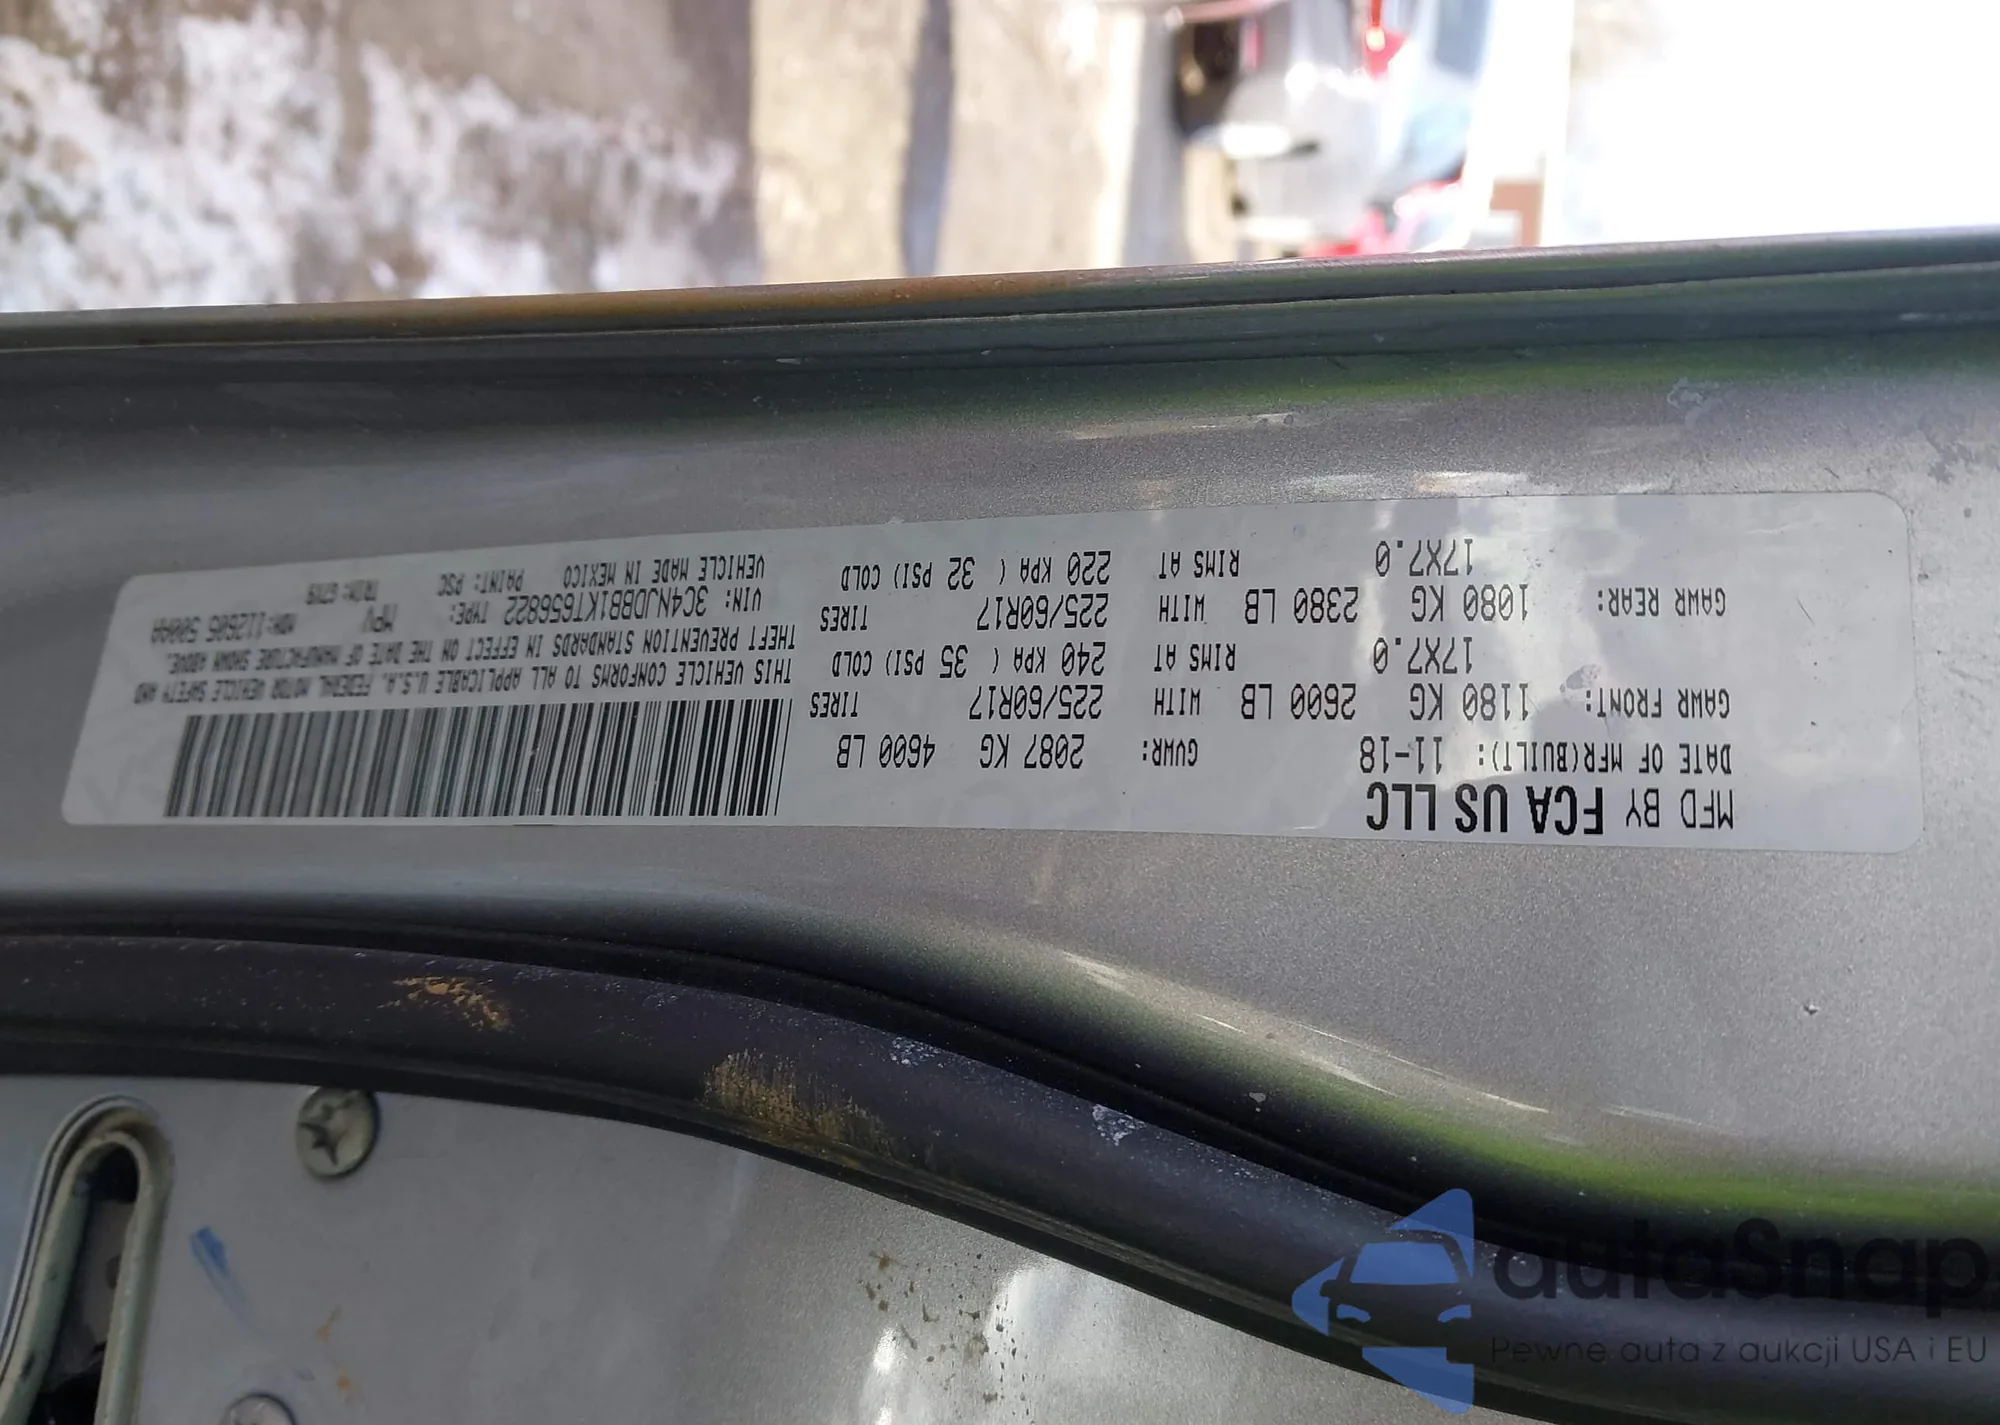 MFD BY FCA US LLC
DATE OF MFR(BUILT): 11-18 GVWR: 2087 KG 4600 LB
GAWR FRONT: 1180 KG 2600 LB WITH 225/60R17 TIRES
17X7.0 RIMS AT 240 KPA ( 35 PSI) COLD
GAWR REAR: 1080 KG 2380 LB WITH 225/60R17 TIRES
17X7.0 RIMS AT 220 KPA ( 32 PSI) COLD
THIS VEHICLE CONFORMS TO ALL APPLICABLE U.S.A. FEDERAL MOTOR VEHICLE SAFETY AND
THEFT PREVENTION STANDARDS IN EFFECT ON THE DATE OF MANUFACTURE SHOWN ABOVE.
VIN: 3C4NJDBB1KT656822 TYPE: MPV MDH:
VEHICLE MADE IN MEXICO PAINT: PSC
autaSnap
Pewne auta z aukcji USA i EU